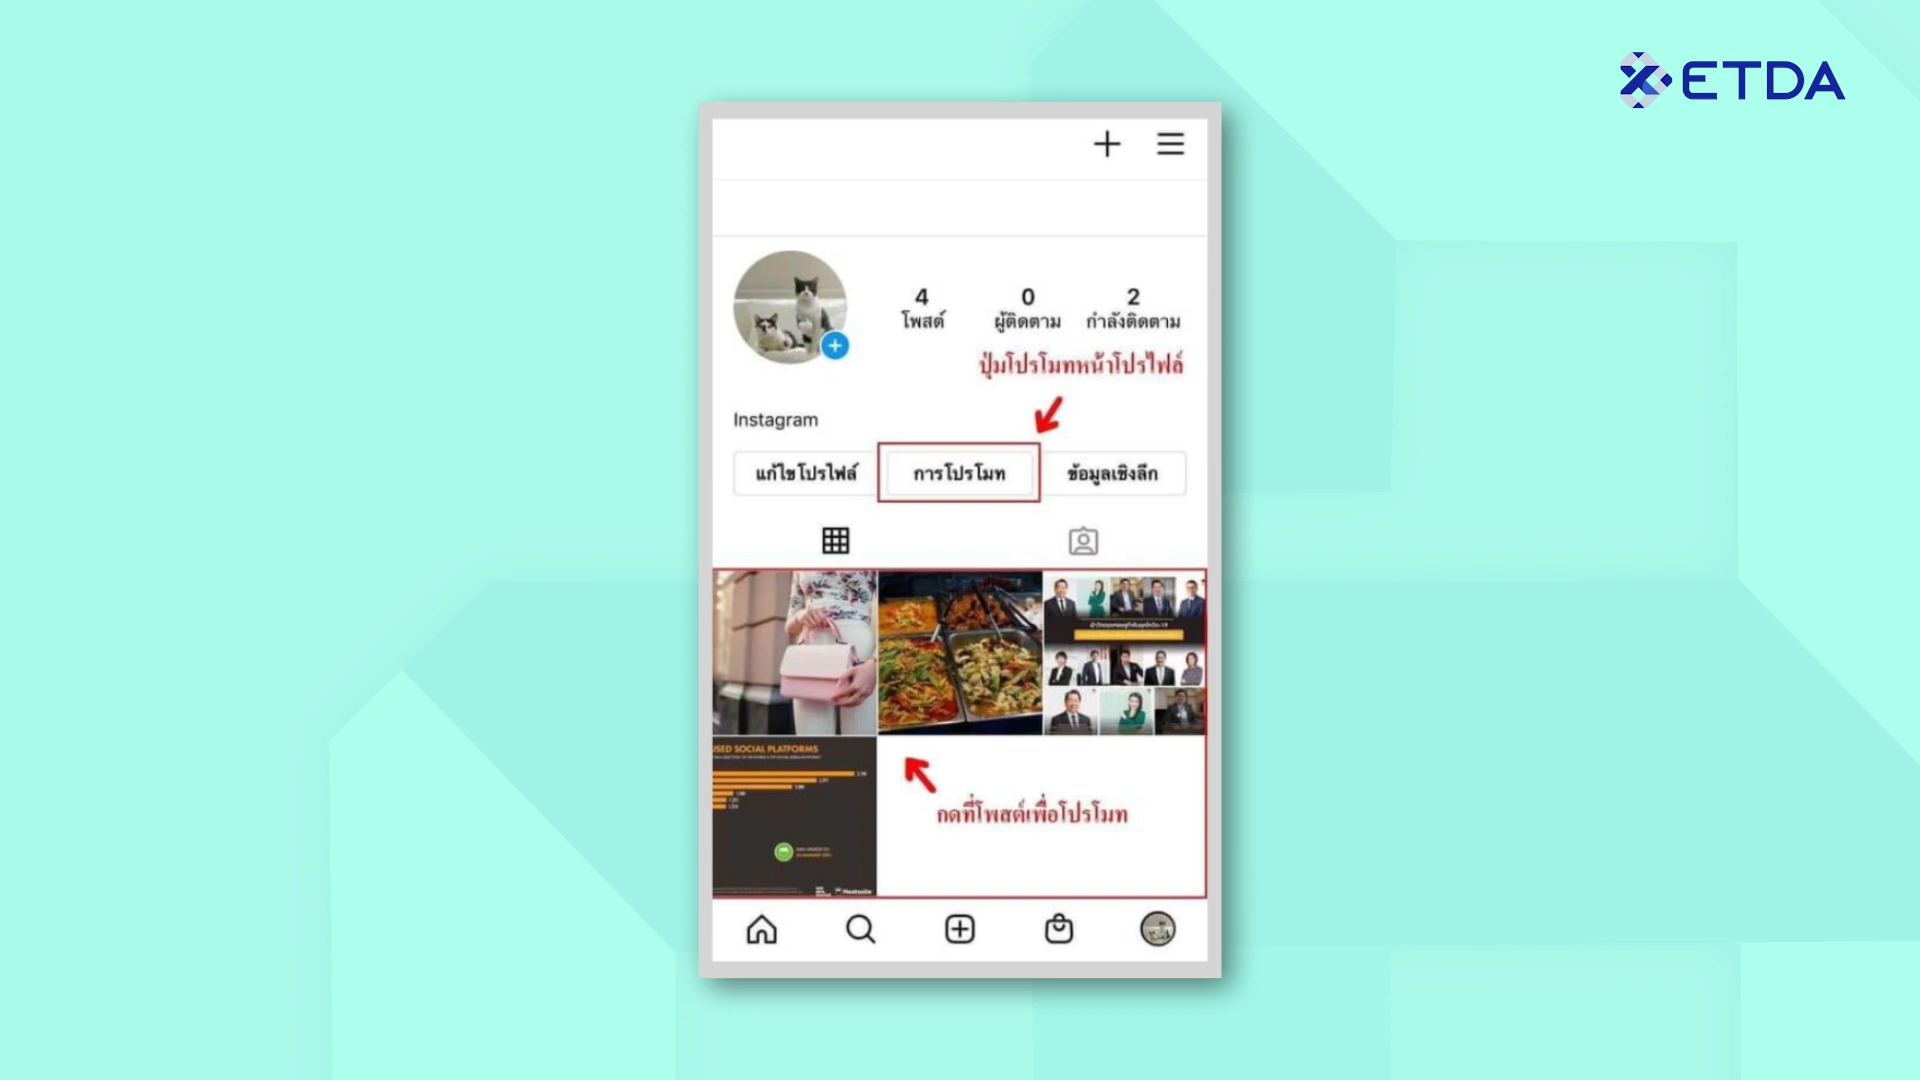 ETDA
4 0 2
โพสต์ ผู้ติดตาม กำลังติดตาม
ปุ่มโปรโมทหน้าโปรไฟล์
Instagram
แก้ไขโปรไฟล์ การโปรโมท ข้อมูลเชิงลึก
USED SOCIAL PLATFORMS
กดที่โพสต์เพื่อโปรโมท
Hootsuite